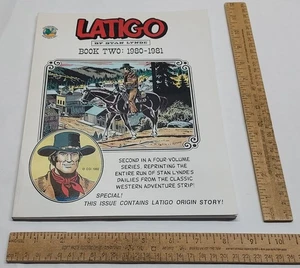 LATIGO
BY STAN LYNDE
BOOK TWO: 1980-1981
SECOND IN A FOUR-VOLUME
SERIES, REPRINTING THE
ENTIRE RUN OF STAN LYNDE'S
DAILIES FROM THE CLASSIC
WESTERN ADVENTURE STRIP!
SPECIAL!
THIS ISSUE CONTAINS LATIGO ORIGIN STORY!